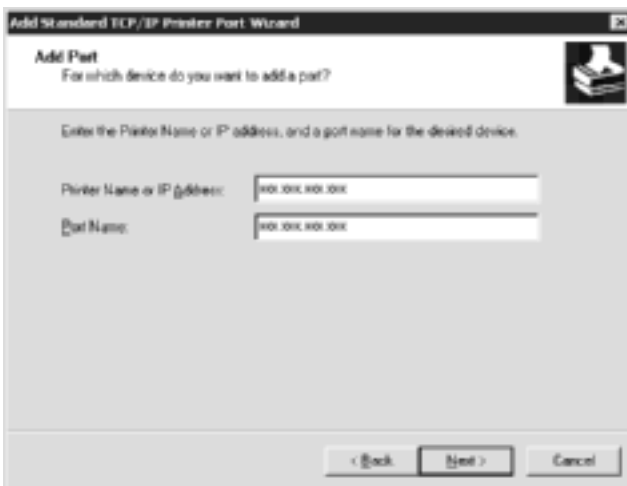 Add Standard TCP/IP Printer Port Wizard
Add Port
For which device do you want to add a port?
Enter the Printer Name or IP address, and a port name for the desired device.
Printer Name or IP Address: xxx.xxx.xxx.xxx
Port Name: xxx.xxx.xxx.xxx
< Back Next > Cancel